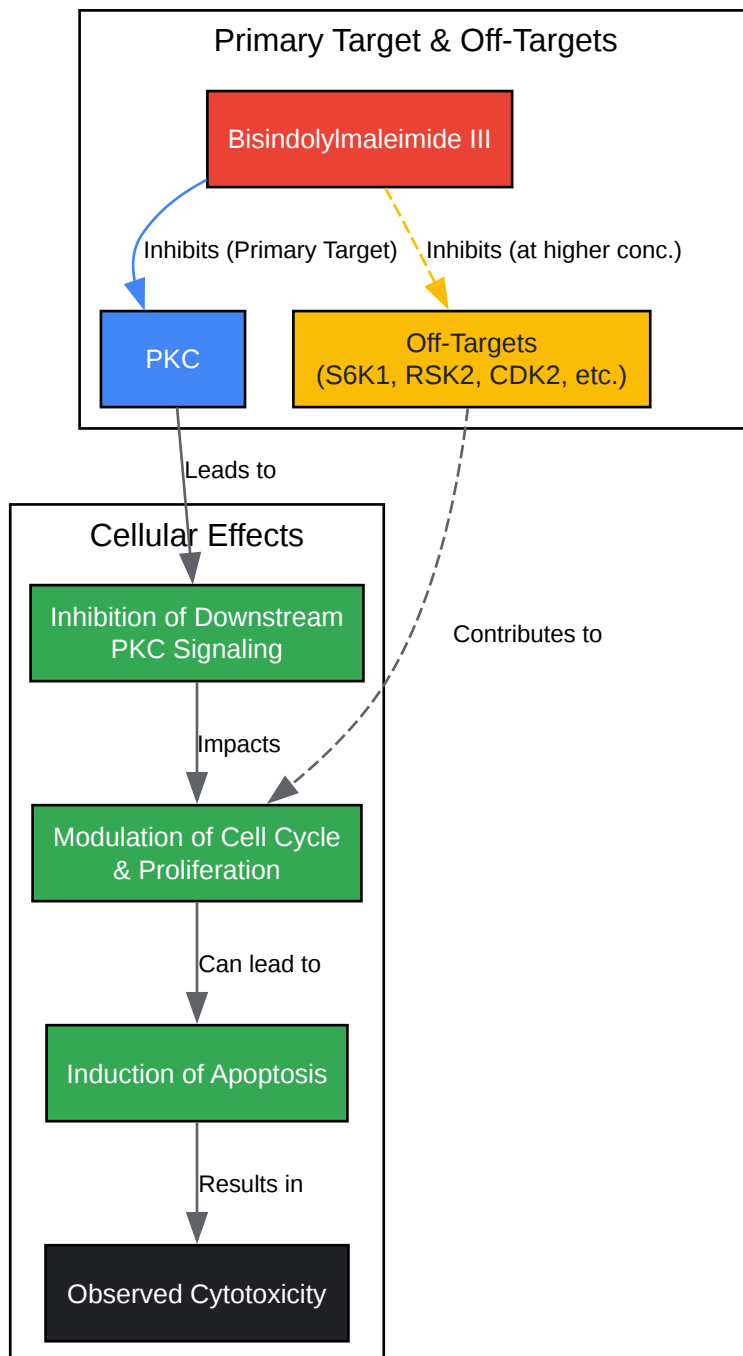 Primary Target & Off-Targets
Bisindolylmaleimide III
Inhibits (Primary Target)
Inhibits (at higher conc.)
PKC
Off-Targets
(S6K1, RSK2, CDK2, etc.)
Leads to
Cellular Effects
Inhibition of Downstream
PKC Signaling
Contributes to
Impacts
Modulation of Cell Cycle
& Proliferation
Can lead to
Induction of Apoptosis
Results in
Observed Cytotoxicity